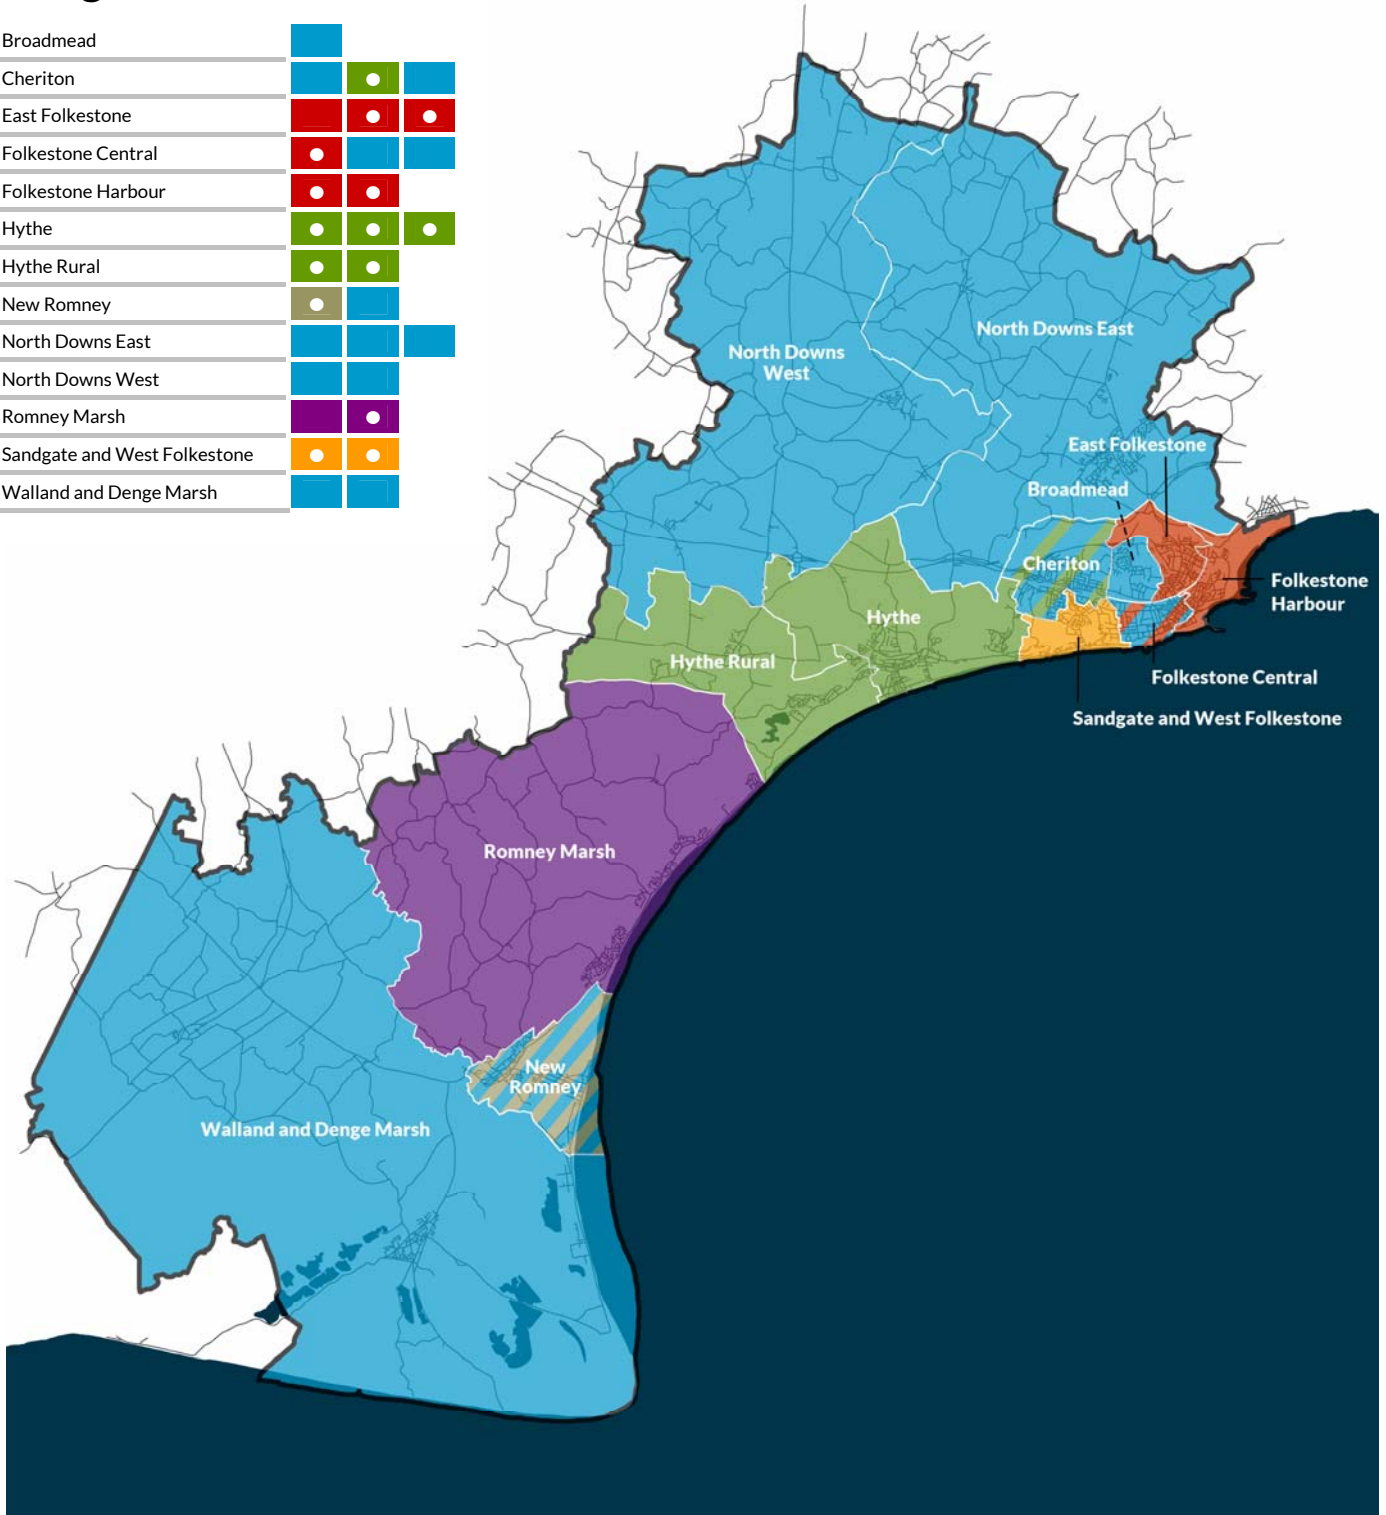 Broadmead
Cheriton
East Folkestone
Folkestone Central
Folkestone Harbour
Hythe
Hythe Rural
New Romney
North Downs East
North Downs West
Romney Marsh
Sandgate and West Folkestone
Walland and Denge Marsh
North Downs East
North Downs
West
East Folkestone
Broadmead
Cheriton
Folkestone
Harbour
Hythe
Hythe Rural
Folkestone Central
Sandgate and West Folkestone
Romney Marsh
New
Romney
Walland and Denge Marsh